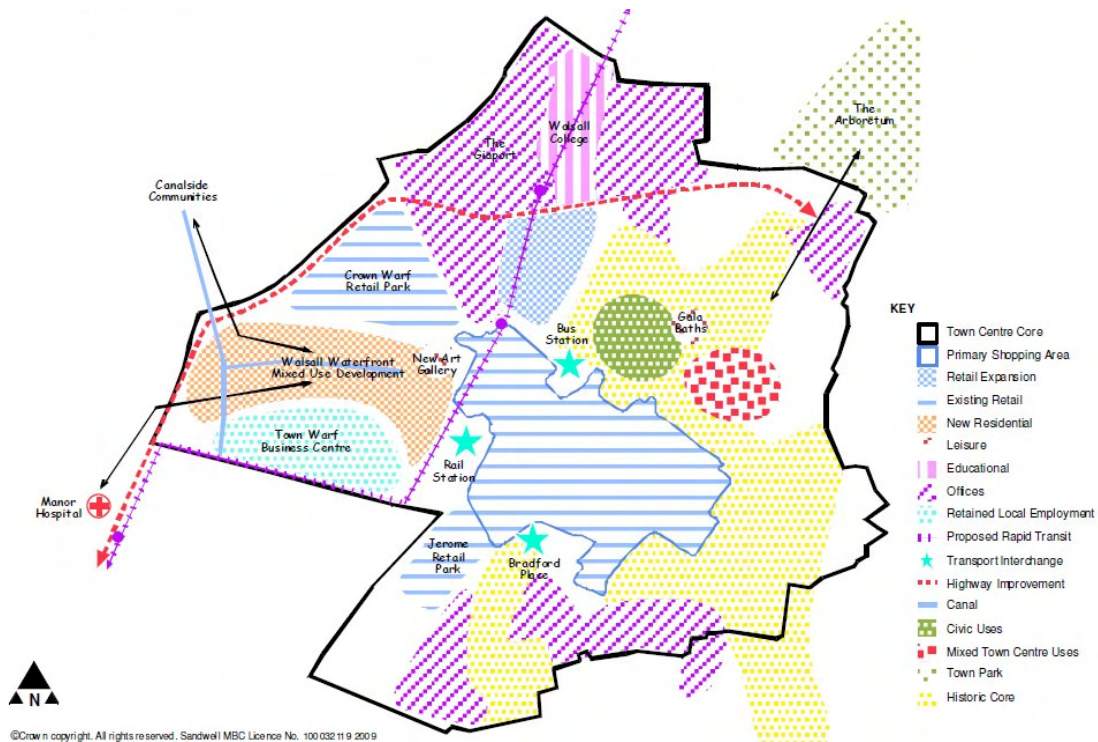 The
Arboretum
Walsall
College
The
Gigport
Canalside
Communities
Crown Warf
Retail Park
Gala
Baths
Bus
Station
Walsall Waterfront
Mixed Use Development
New Art
Gallery
Town Warf
Business Centre
Rail
Station
Manor
Hospital
Jerome
Retail
Park
Bradford
Place
KEY
Town Centre Core
Primary Shopping Area
Retail Expansion
Existing Retail
New Residential
Leisure
Educational
Offices
Retained Local Employment
Proposed Rapid Transit
Transport Interchange
Highway Improvement
Canal
Civic Uses
Mixed Town Centre Uses
Town Park
Historic Core
N
©Crown copyright. All rights reserved. Sandwell MBC Licence No. 100032119 2009